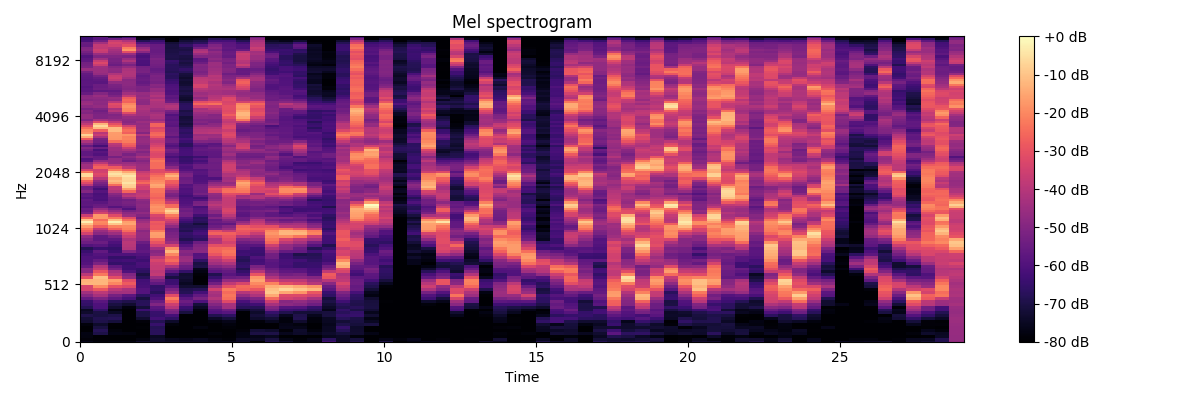 Mel spectrogram
Hz
8192
4096
2048
1024
512
0
0 5 10 15 20 25
Time
+0 dB
-10 dB
-20 dB
-30 dB
-40 dB
-50 dB
-60 dB
-70 dB
-80 dB